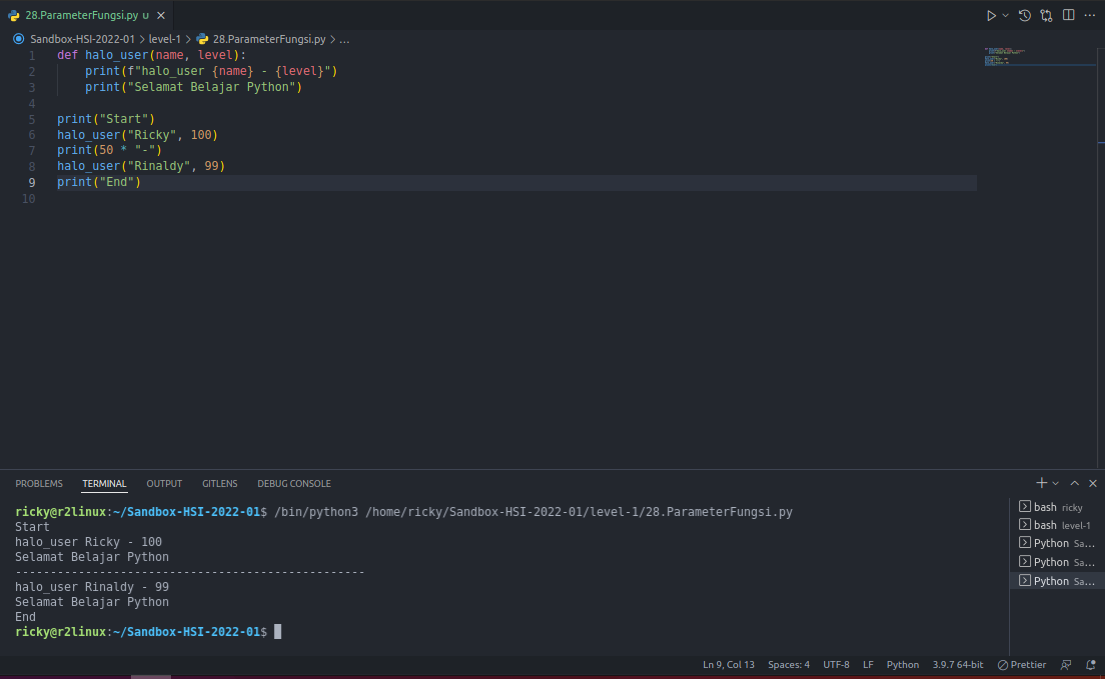 28.ParameterFungsi.py U
Sandbox-HSI-2022-01 > level-1 > 28.ParameterFungsi.py > ...
1 def halo_user(name, level):
2     print(f"halo_user {name} - {level}")
3     print("Selamat Belajar Python")
4
5 print("Start")
6 halo_user("Ricky", 100)
7 print(50 * "-")
8 halo_user("Rinaldy", 99)
9 print("End")
10
PROBLEMS TERMINAL OUTPUT GITLENS DEBUG CONSOLE
ricky@r2linux:~/Sandbox-HSI-2022-01$ /bin/python3 /home/ricky/Sandbox-HSI-2022-01/level-1/28.ParameterFungsi.py
Start
halo_user Ricky - 100
Selamat Belajar Python
--------------------------------------------------
halo_user Rinaldy - 99
Selamat Belajar Python
End
ricky@r2linux:~/Sandbox-HSI-2022-01$
bash ricky
bash level-1
Python Sa...
Python Sa...
Python Sa...
Ln 9, Col 13 Spaces: 4 UTF-8 LF Python 3.9.7 64-bit Prettier